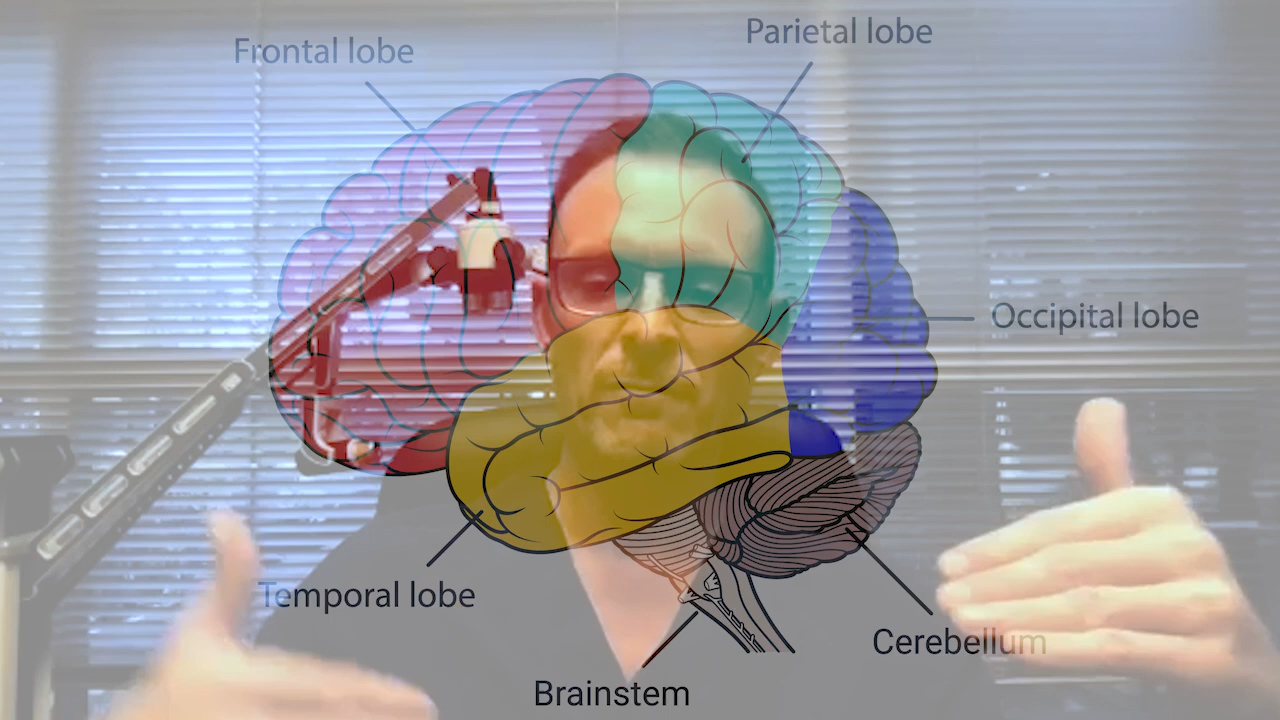 Frontal lobe
Parietal lobe
Occipital lobe
Temporal lobe
Cerebellum
Brainstem